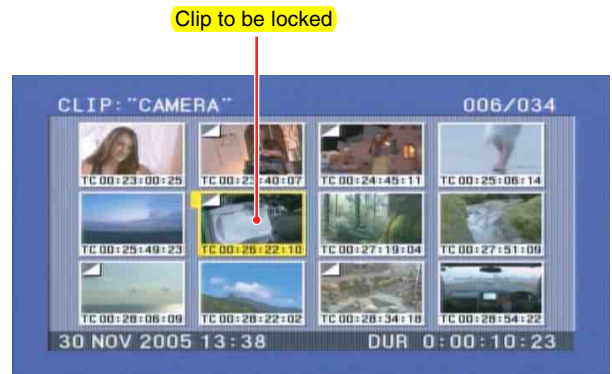 Clip to be locked
CLIP:"CAMERA" 006/034
TC 00:23:00:25 TC 00:23:40:07 TC 00:24:45:11 TC 00:25:06:14
TC 00:25:49:23 TC 00:26:22:10 TC 00:27:19:04 TC 00:27:51:09
TC 00:28:06:09 TC 00:28:22:02 TC 00:28:34:18 TC 00:28:54:22
30 NOV 2005 13:38 DUR 0:00:10:23